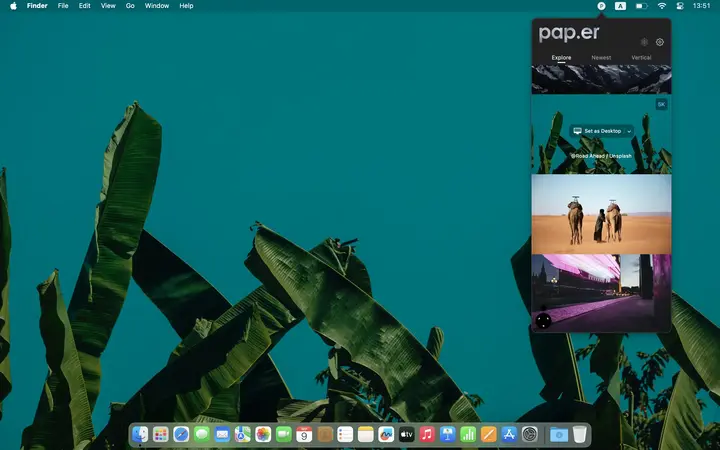 Finder File Edit View Go Window Help
P A 13:51
pap.er
Explore Newest Vertical
5K
Set as Desktop
@Road Ahead / Unsplash
9
tv